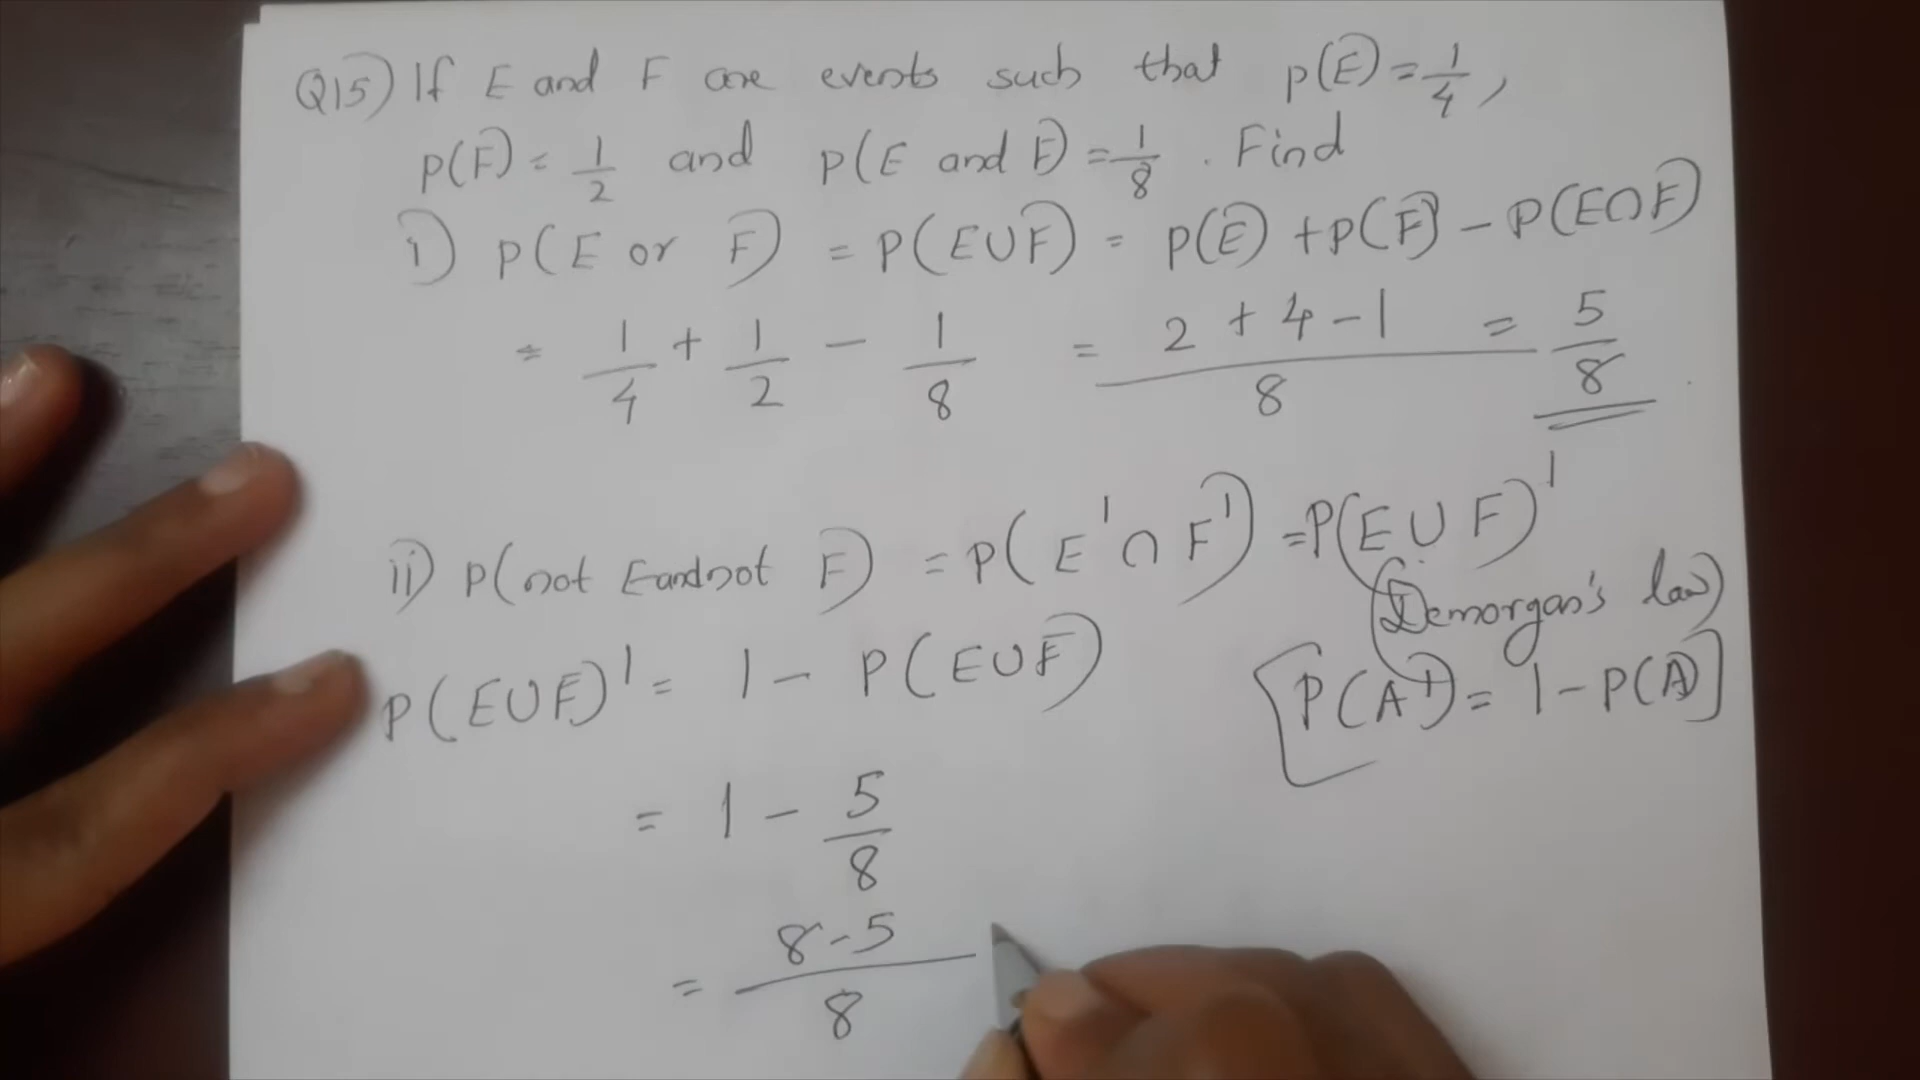 Q15) If E and F are events such that p(E) = 1/4,
p(F) = 1/2 and p(E and F) = 1/8 . Find
i) p(E or F) = P(E∪F) = p(E) + p(F) - P(E∩F)
= 1/4 + 1/2 - 1/8 = (2 + 4 - 1)/8 = 5/8
ii) p(not E and not F) = p(E' ∩ F') = P(E ∪ F)'
(Demorgan's law)
P(E∪F)' = 1 - P(E∪F) [P(A') = 1 - P(A)]
= 1 - 5/8
= (8-5)/8